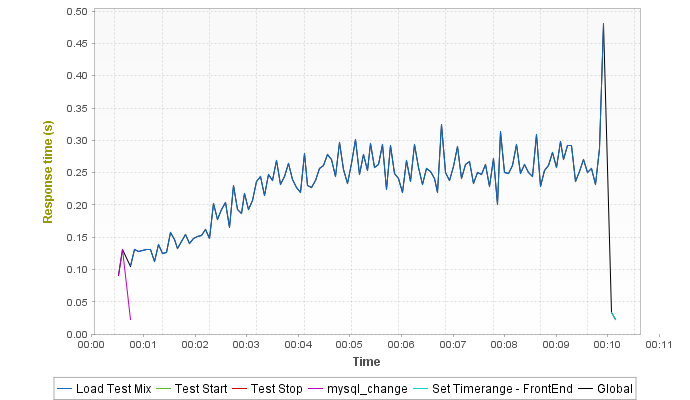 0.50
0.45
0.40
0.35
0.30
0.25
0.20
0.15
0.10
0.05
0.00
Response time (s)
00:00 00:01 00:02 00:03 00:04 00:05 00:06 00:07 00:08 00:09 00:10 00:11
Time
Load Test Mix Test Start Test Stop mysql_change Set Timerange - FrontEnd Global